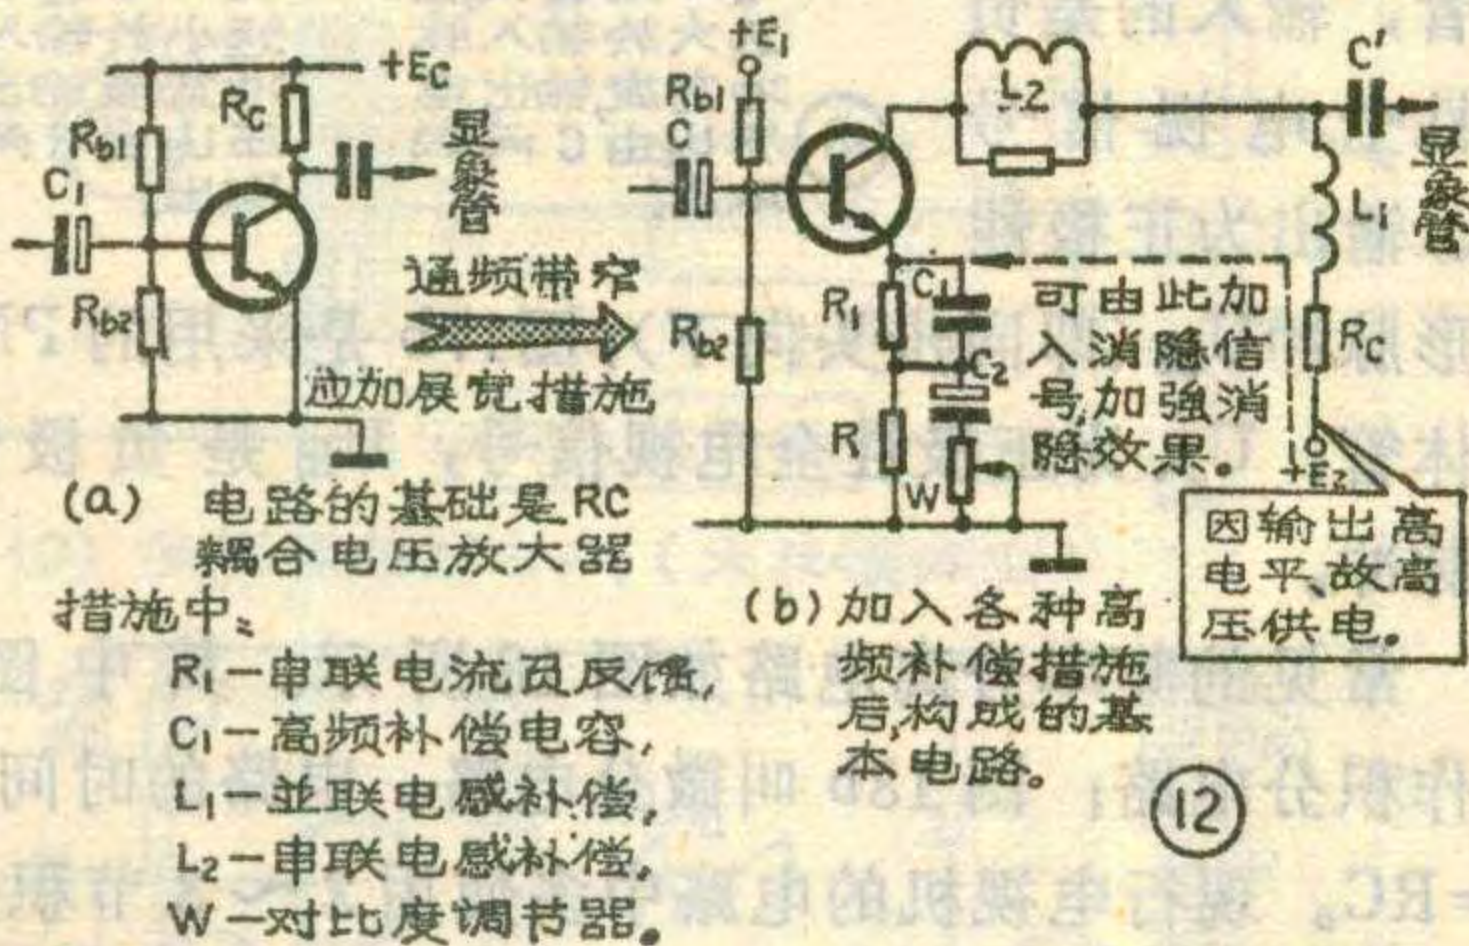 +Ec
Rc
Rb1
C1
Rb2
显象管
通频带窄
应加展宽措施
(a) 电路的基础是RC
耦合电压放大器
措施中:
R1—串联电流负反馈,
C1—高频补偿电容,
L1—並联电感补偿,
L2—串联电感补偿,
W—对比度调节器。
+E1
Rb1
C
Rb2
L2
C'
显象管
L1
Rc
+E2
R1
C1
C2
R
W
可由此加
入消隐信
号,加強消
隐效果。
因输出高
电平、故高
压供电。
(b)加入各种高
频补偿措施
后,构成的基
本电路。
12